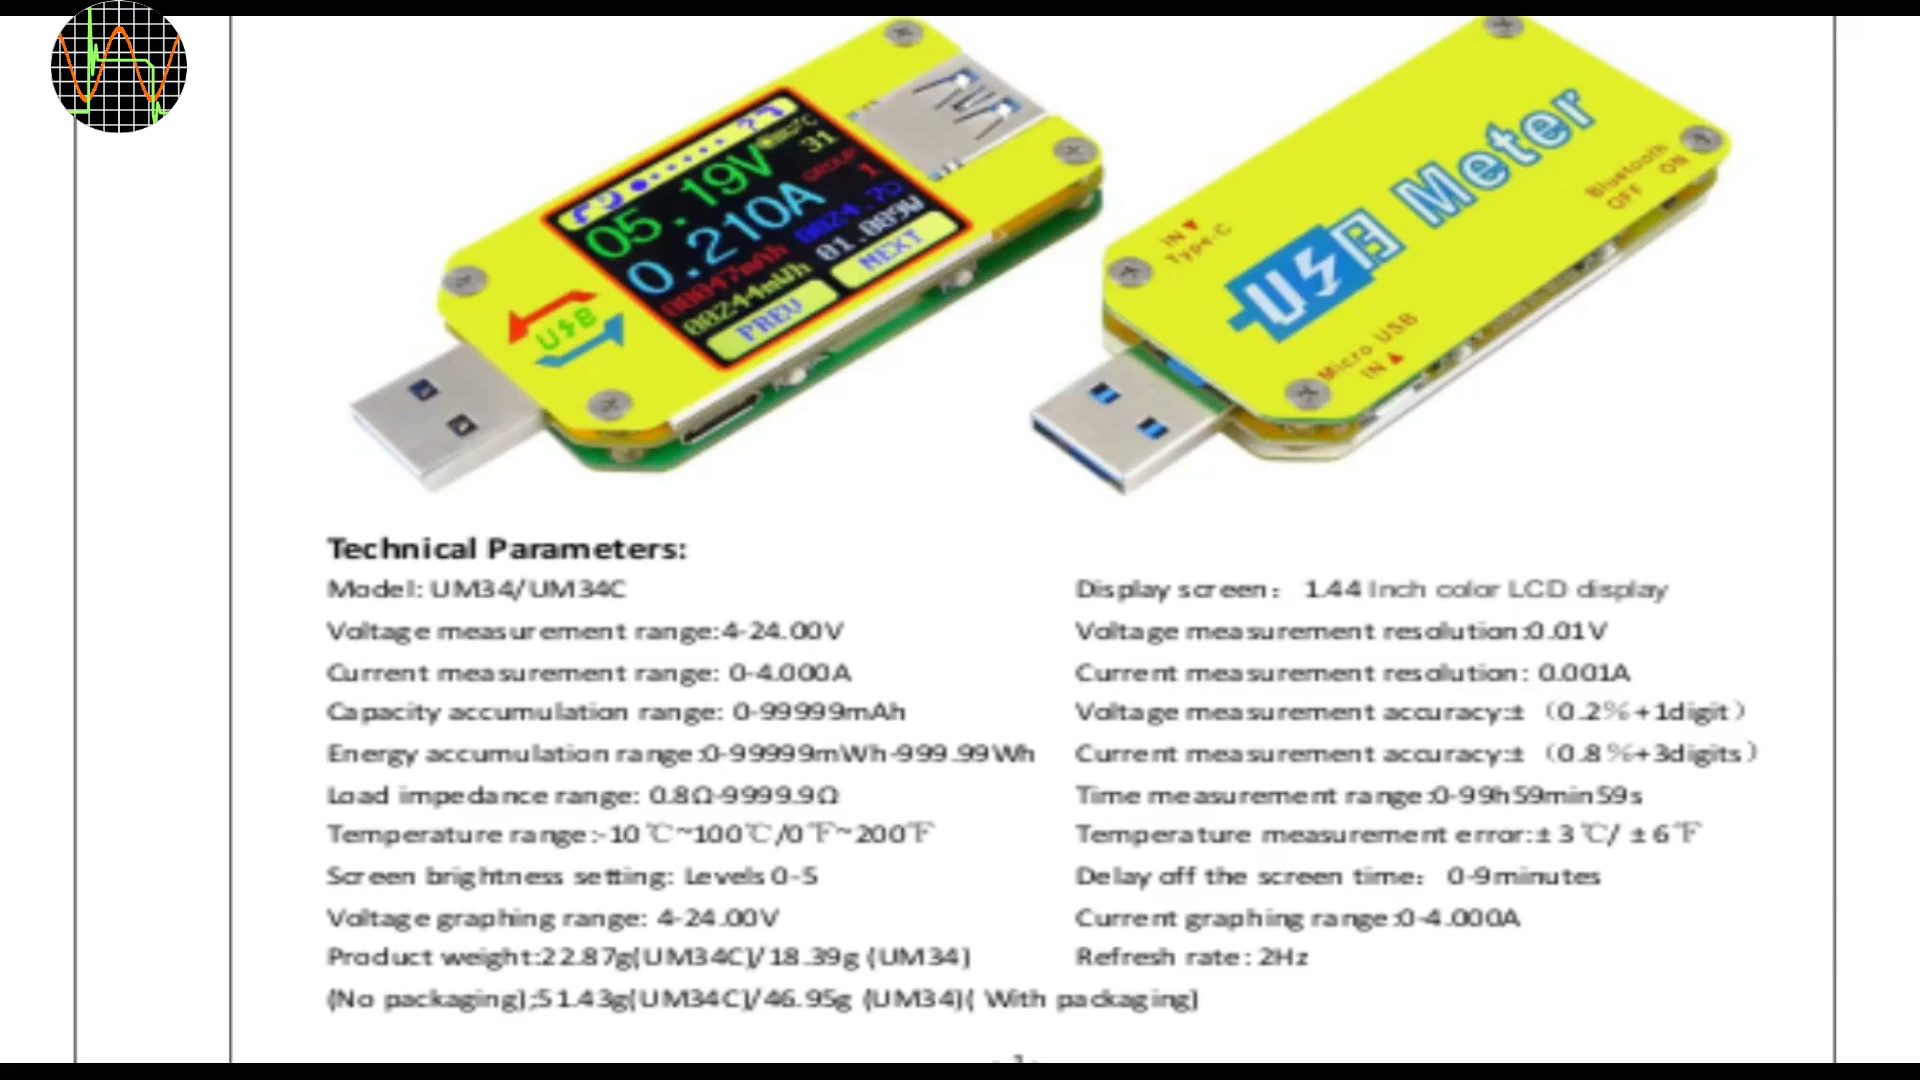 05.19V
0.210A
31
GROUP
1
00047mAh
00244mWh
01.089W
PREV
NEXT
USB
USB Meter
IN▼
Type-C
Bluetooth
OFF ON
Micro USB
IN▲
Technical Parameters:
Model: UM34/UM34C
Display screen： 1.44 Inch color LCD display
Voltage measurement range:4-24.00V
Voltage measurement resolution:0.01V
Current measurement range: 0-4.000A
Current measurement resolution: 0.001A
Capacity accumulation range: 0-99999mAh
Voltage measurement accuracy:±（0.2%+1digit）
Energy accumulation range:0-99999mWh-999.99Wh
Current measurement accuracy:±（0.8%+3digits）
Load impedance range: 0.8Ω-9999.9Ω
Time measurement range:0-99h59min59s
Temperature range:-10℃~100℃/0℉~200℉
Temperature measurement error:±3℃/ ±6℉
Screen brightness setting: Levels 0-5
Delay off the screen time： 0-9minutes
Voltage graphing range: 4-24.00V
Current graphing range:0-4.000A
Product weight:22.87g(UM34C)/18.39g (UM34)
Refresh rate: 2Hz
(No packaging);51.43g(UM34C)/46.95g (UM34)( With packaging)